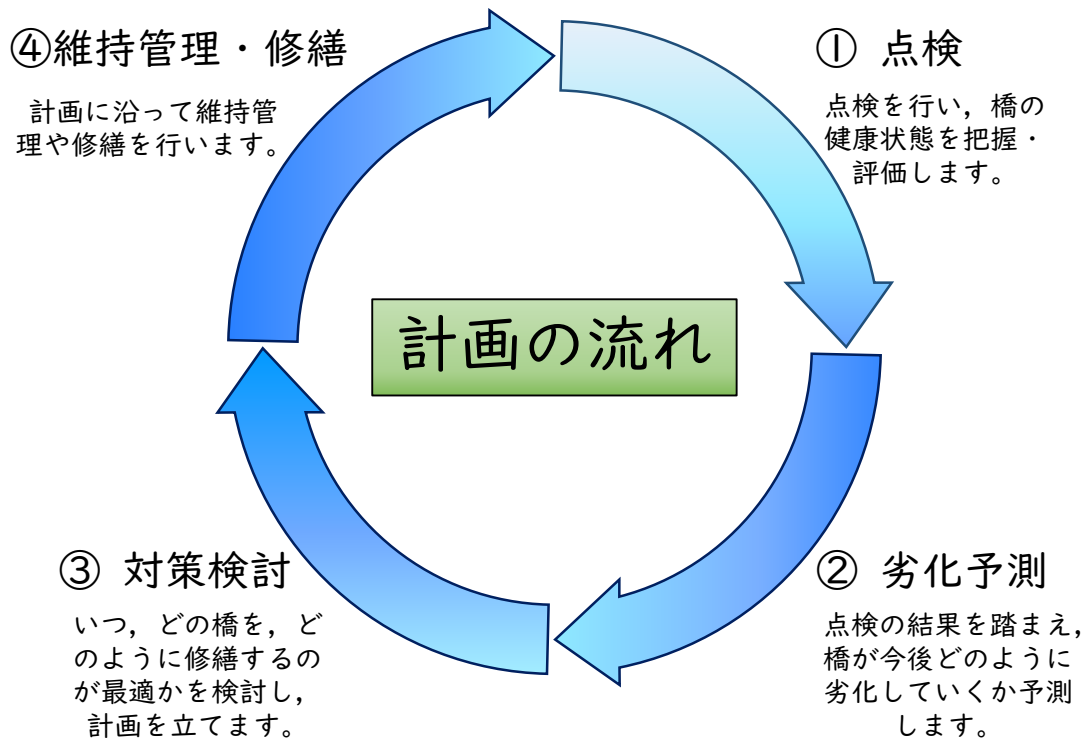 ④維持管理・修繕
計画に沿って維持管
理や修繕を行います。
① 点検
点検を行い，橋の
健康状態を把握・
評価します。
計画の流れ
③ 対策検討
いつ，どの橋を，ど
のように修繕するの
が最適かを検討し，
計画を立てます。
② 劣化予測
点検の結果を踏まえ，
橋が今後どのように
劣化していくか予測
します。